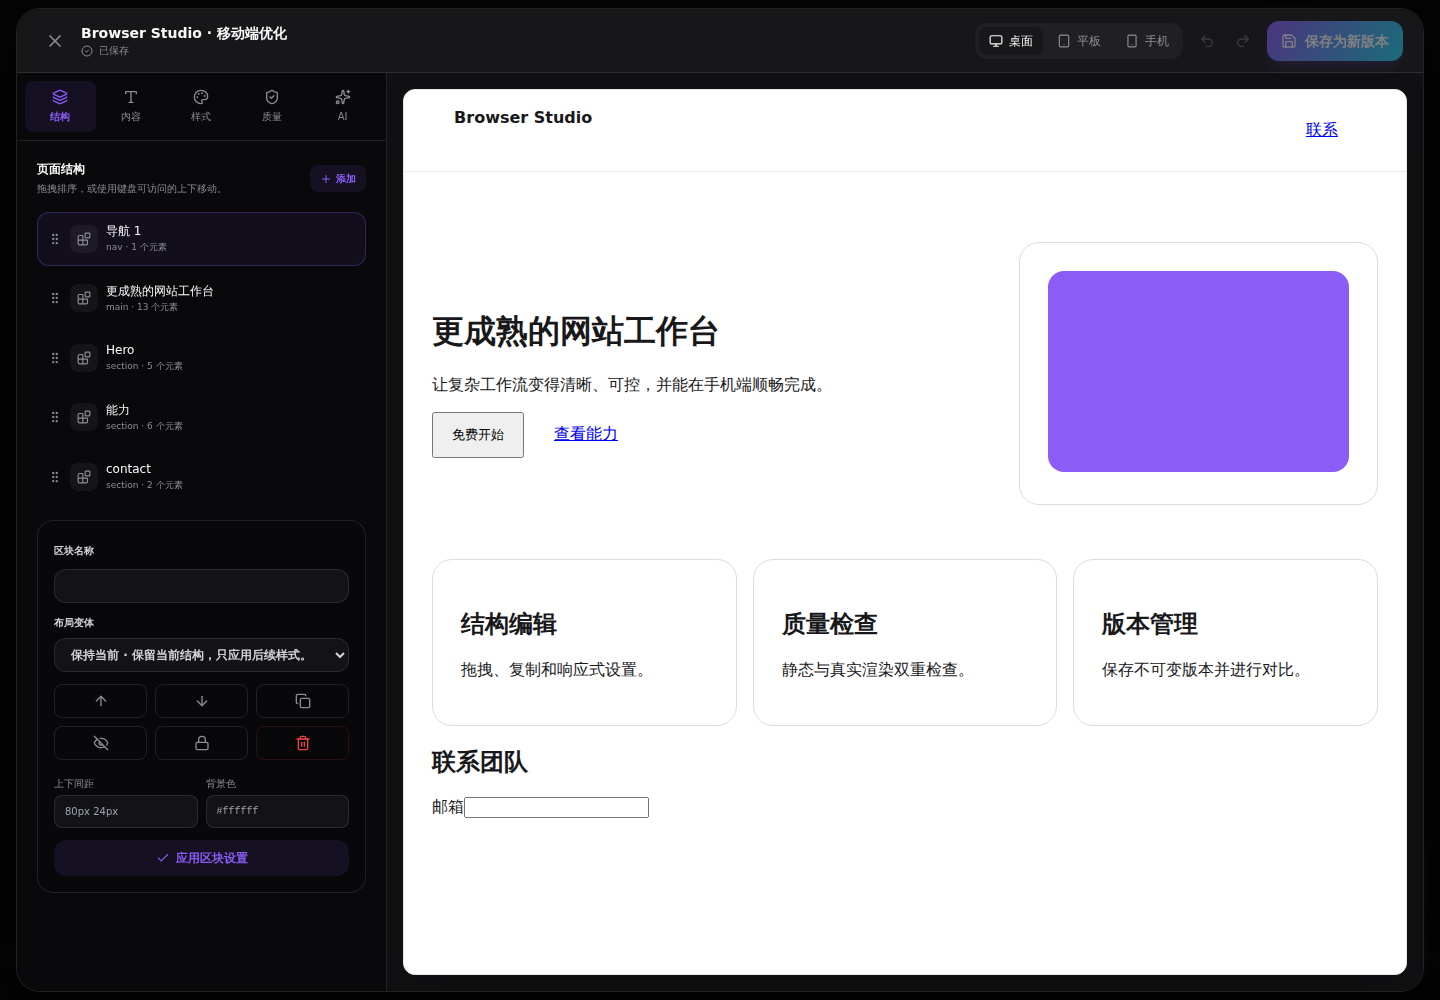 Browser Studio · 移动端优化
已保存
桌面
平板
手机
保存为新版本
结构
内容
样式
质量
AI
页面结构
拖拽排序，或使用键盘可访问的上下移动。
添加
导航 1
nav · 1 个元素
更成熟的网站工作台
main · 13 个元素
Hero
section · 5 个元素
能力
section · 6 个元素
contact
section · 2 个元素
区块名称
布局变体
保持当前 · 保留当前结构，只应用后续样式。
上下间距
背景色
80px 24px
#ffffff
应用区块设置
Browser Studio
联系
更成熟的网站工作台
让复杂工作流变得清晰、可控，并能在手机端顺畅完成。
免费开始
查看能力
结构编辑
拖拽、复制和响应式设置。
质量检查
静态与真实渲染双重检查。
版本管理
保存不可变版本并进行对比。
联系团队
邮箱